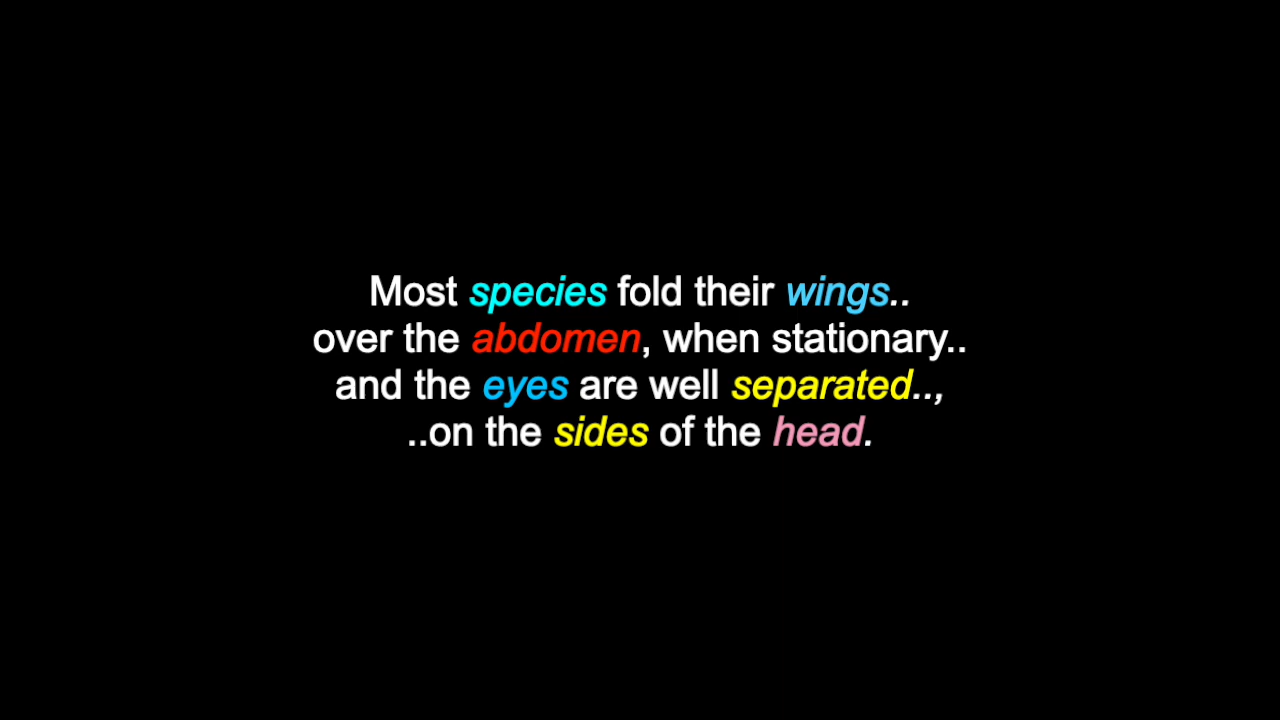 Most species fold their wings..
over the abdomen, when stationary..
and the eyes are well separated..,
..on the sides of the head.